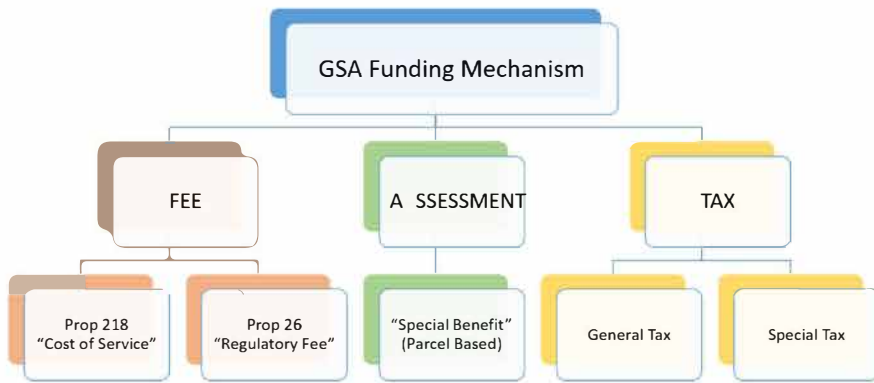 GSA Funding Mechanism
FEE
A SSESSMENT
TAX
Prop 218
“Cost of Service”
Prop 26
“Regulatory Fee”
“Special Benefit”
(Parcel Based)
General Tax
Special Tax